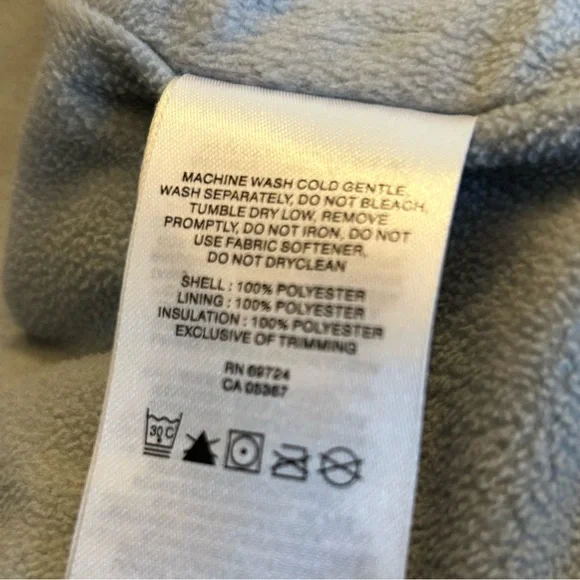 MACHINE WASH COLD GENTLE,
WASH SEPARATELY, DO NOT BLEACH,
TUMBLE DRY LOW, REMOVE
PROMPTLY, DO NOT IRON, DO NOT
USE FABRIC SOFTENER,
DO NOT DRYCLEAN
SHELL : 100% POLYESTER
LINING : 100% POLYESTER
INSULATION : 100% POLYESTER
EXCLUSIVE OF TRIMMING
RN 69724
CA 05367
30 C